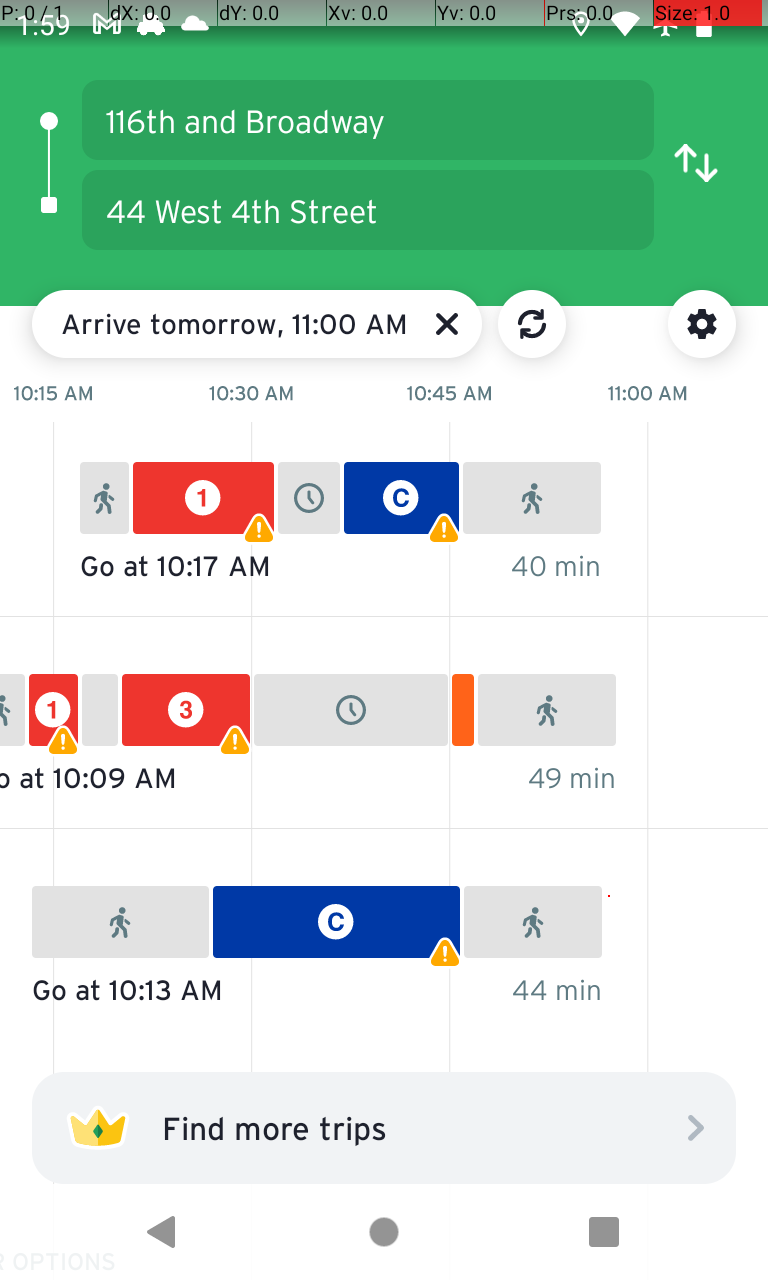 P: 0 / 1 dX: 0.0 dY: 0.0 Xv: 0.0 Yv: 0.0 Prs: 0.0 Size: 1.0
1:59
116th and Broadway
44 West 4th Street
Arrive tomorrow, 11:00 AM
10:15 AM 10:30 AM 10:45 AM 11:00 AM
1 C
Go at 10:17 AM 40 min
1 3
o at 10:09 AM 49 min
C
Go at 10:13 AM 44 min
Find more trips
R OPTIONS